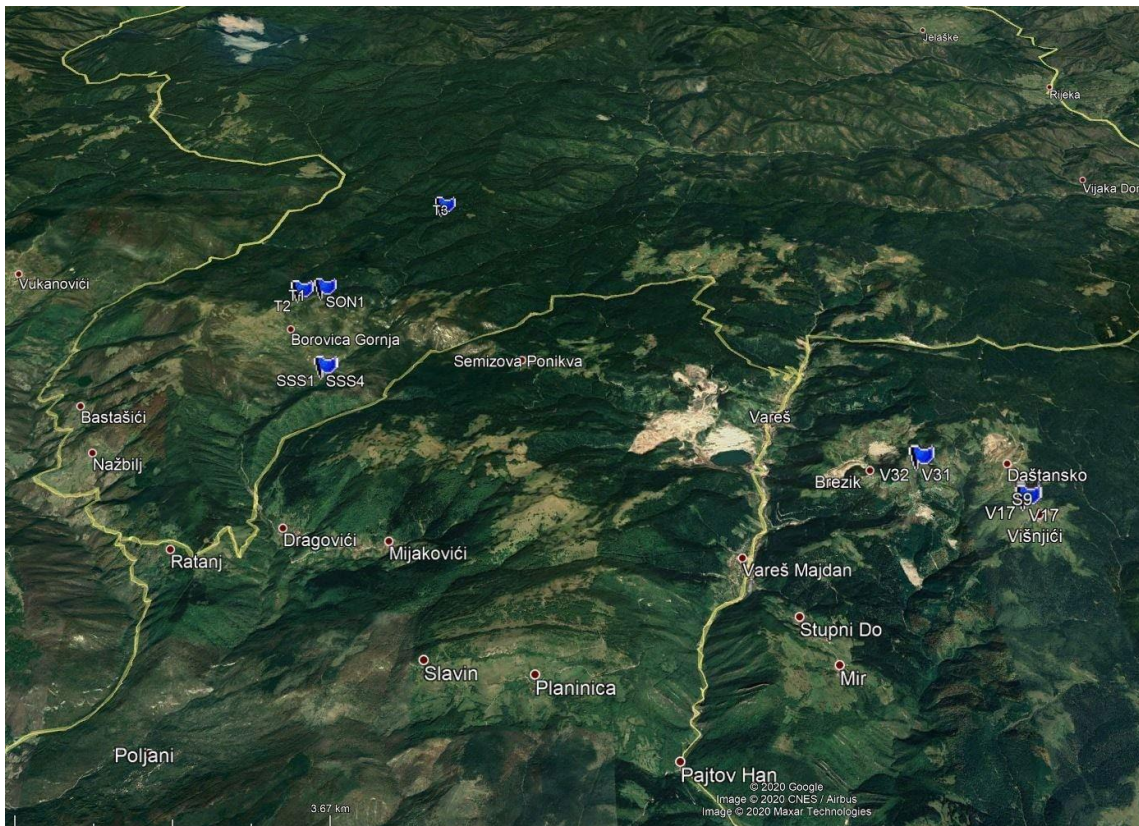 Jelaške
Rijeka
Vijaka Don
T3
Vukanovići
T1
T2
SON1
Borovica Gornja
Semizova Ponikva
SSS1
SSS4
Bastašići
Vareš
Nažbilj
Brezik
V32
V31
Daštansko
S9
V17
V17
Višnjići
Dragovići
Mijakovići
Ratanj
Vareš Majdan
Stupni Do
Slavin
Planinica
Mir
Poljani
Pajtov Han
3.67 km
© 2020 Google
Image © 2020 CNES / Airbus
Image © 2020 Maxar Technologies